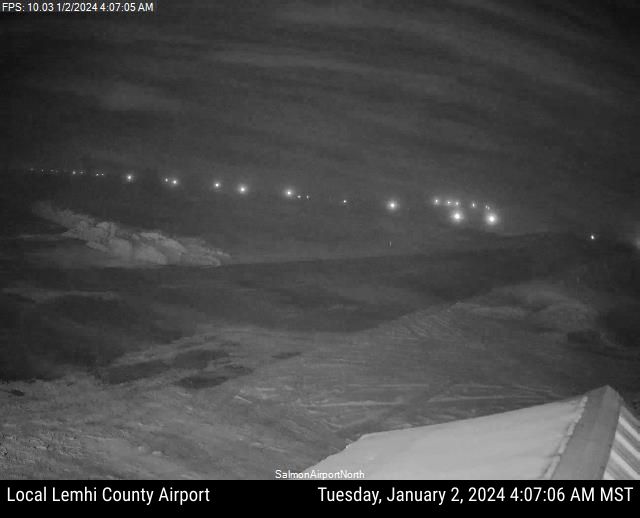 FPS: 10.03 1/2/2024 4:07:05 AM
SalmonAirportNorth
Local Lemhi County Airport Tuesday, January 2, 2024 4:07:06 AM MST